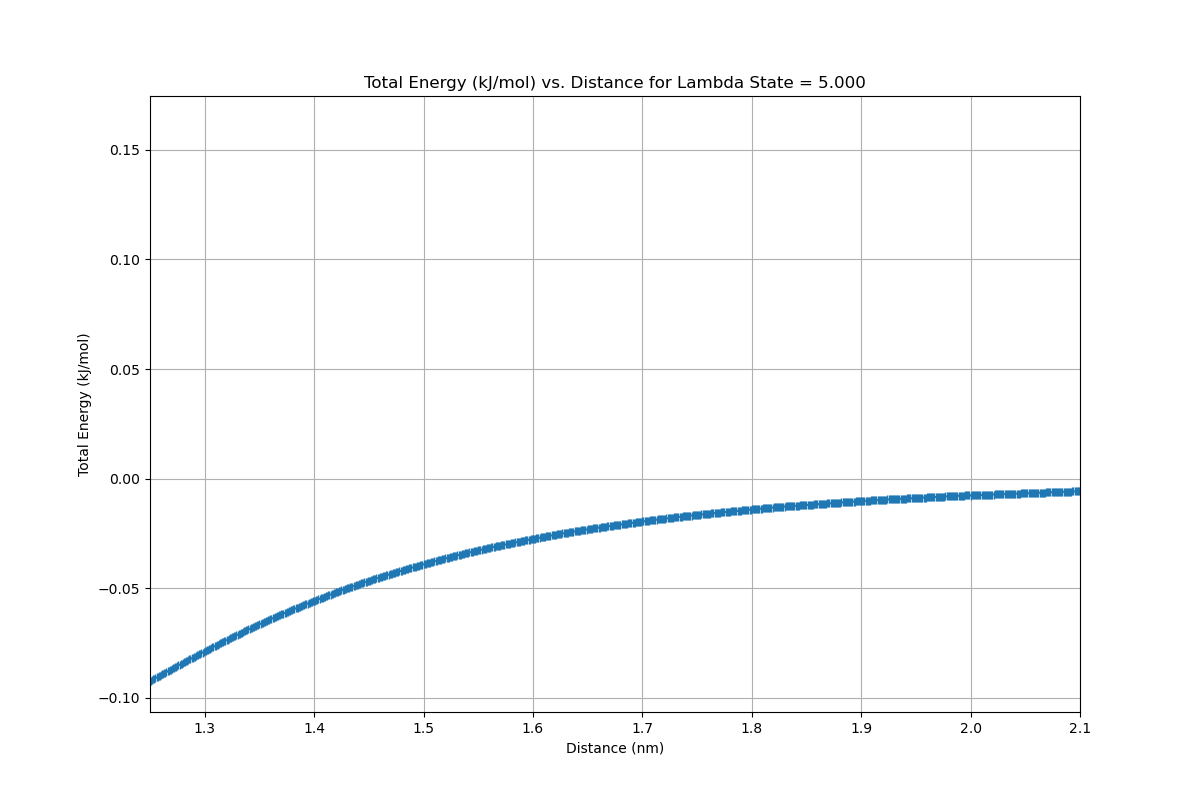 Total Energy (kJ/mol) vs. Distance for Lambda State = 5.000
Total Energy (kJ/mol)
0.15
0.10
0.05
0.00
−0.05
−0.10
1.3 1.4 1.5 1.6 1.7 1.8 1.9 2.0 2.1
Distance (nm)